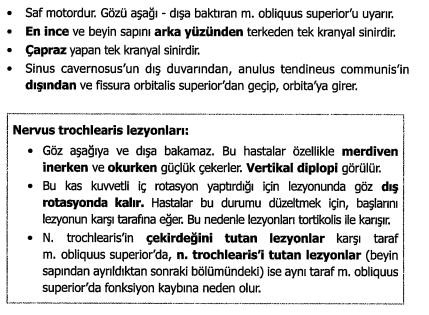 • Saf motordur. Gözü aşağı - dışa baktıran m. obliquus superior'u uyarır.
• En ince ve beyin sapını arka yüzünden terkeden tek kranyal sinirdir.
• Çapraz yapan tek kranyal sinirdir.
• Sinus cavernosus'un dış duvarından, anulus tendineus communis'in
dışından ve fissura orbitalis superior'dan geçip, orbita'ya girer.
Nervus trochlearis lezyonları:
• Göz aşağıya ve dışa bakamaz. Bu hastalar özellikle merdiven
inerken ve okurken güçlük çekerler. Vertikal diplopi görülür.
• Bu kas kuvvetli iç rotasyon yaptırdığı için lezyonunda göz dış
rotasyonda kalır. Hastalar bu durumu düzeltmek için, başlarını
lezyonun karşı tarafına eğer. Bu nedenle lezyonları tortikolis ile karışır.
• N. trochlearis'in çekirdeğini tutan lezyonlar karşı taraf
m. obliquus superior'da, n. trochlearis'i tutan lezyonlar (beyin
sapından ayrıldıktan sonraki bölümündeki) ise aynı taraf m. obliquus
superior'da fonksiyon kaybına neden olur.